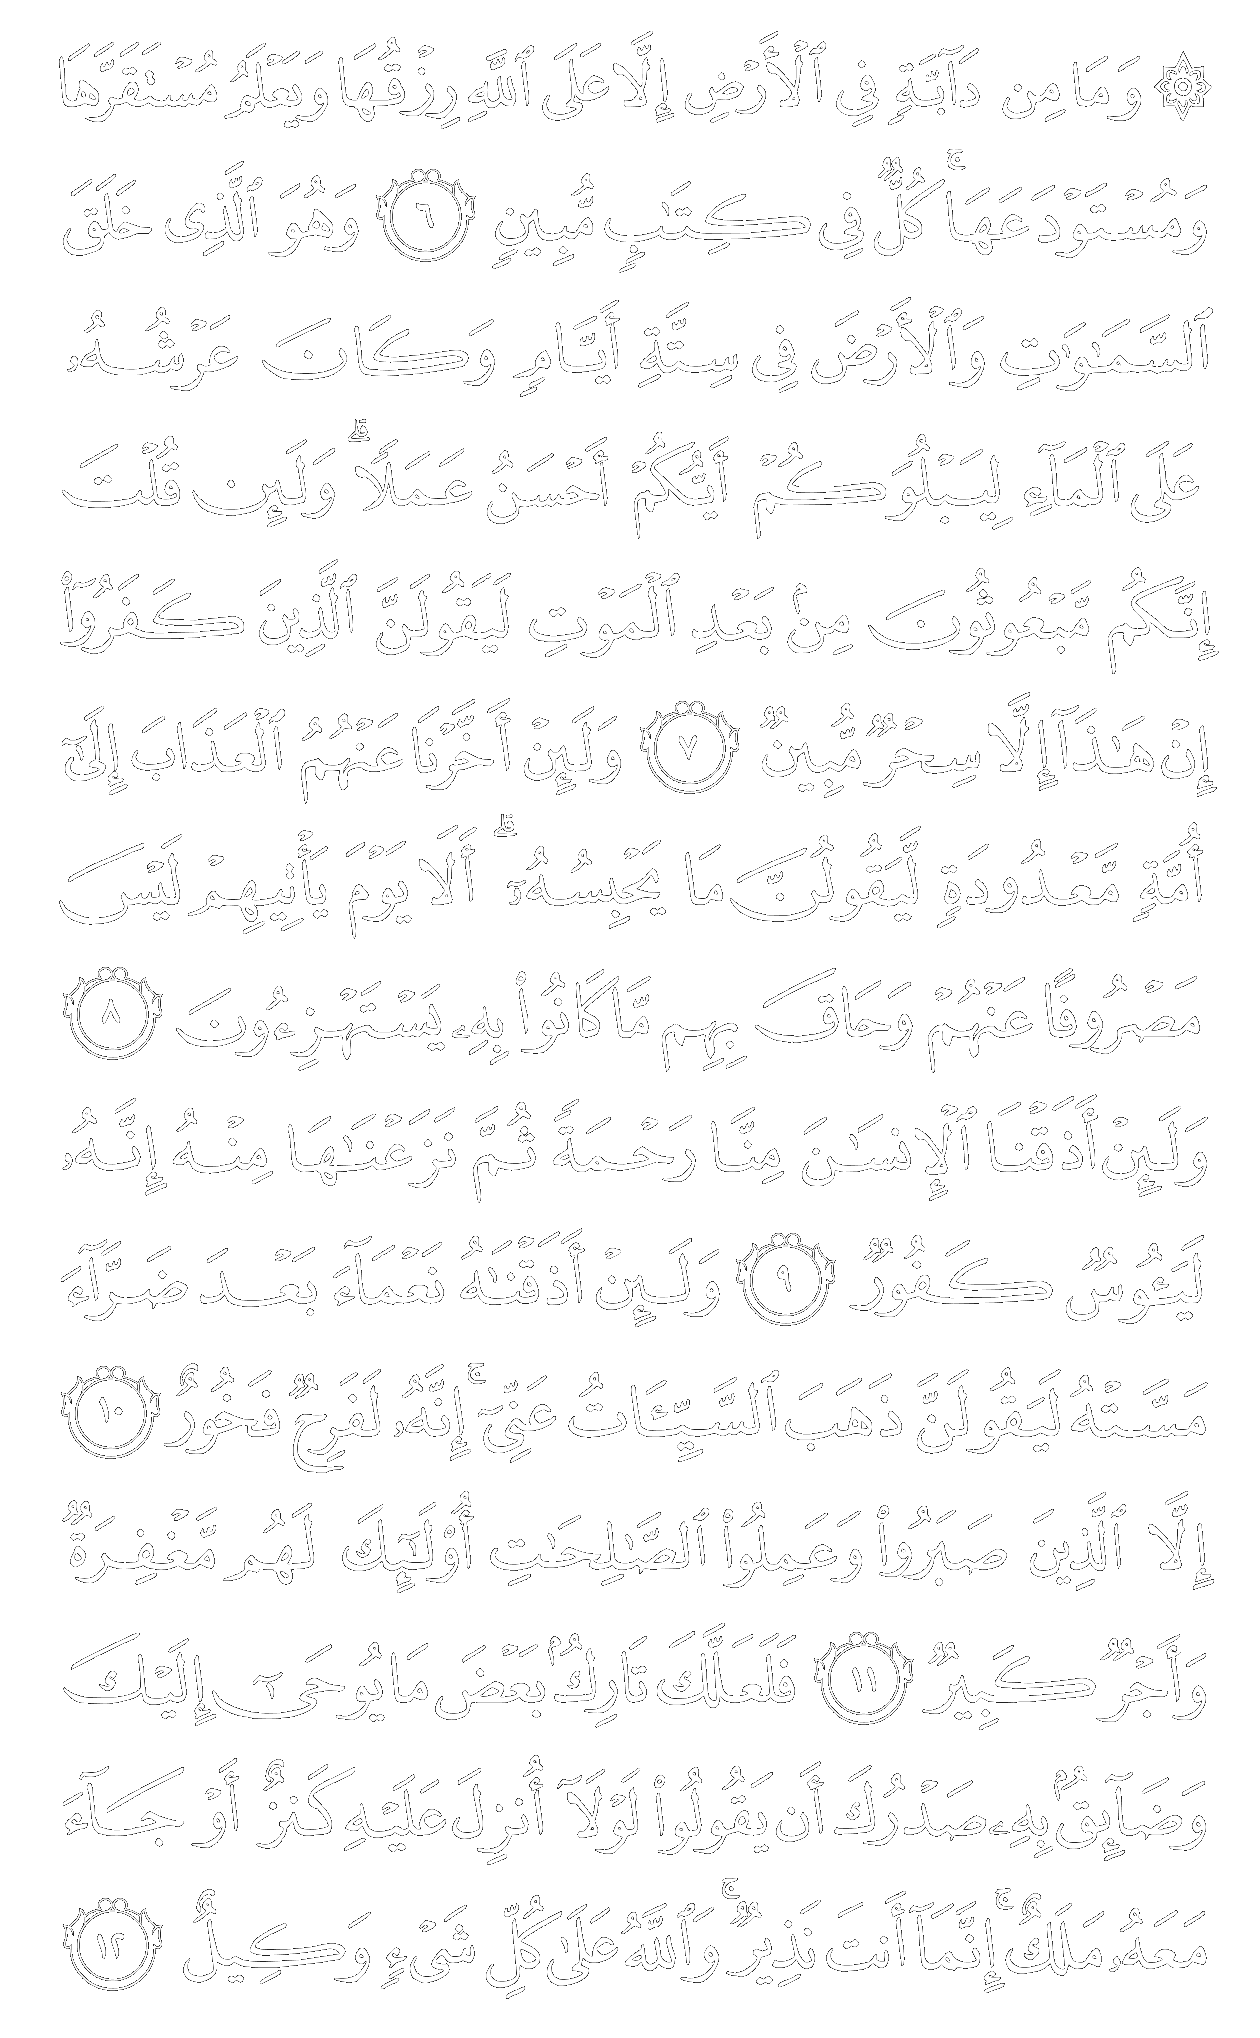 ۞ وَمَا مِن دَآبَّةٍ فِى ٱلْأَرْضِ إِلَّا عَلَى ٱللَّهِ رِزْقُهَا وَيَعْلَمُ مُسْتَقَرَّهَا
وَمُسْتَوْدَعَهَا ۚ كُلٌّ فِى كِتَـٰبٍ مُّبِينٍ ٦ وَهُوَ ٱلَّذِى خَلَقَ
ٱلسَّمَـٰوَٰتِ وَٱلْأَرْضَ فِى سِتَّةِ أَيَّامٍ وَكَانَ عَرْشُهُۥ
عَلَى ٱلْمَآءِ لِيَبْلُوَكُمْ أَيُّكُمْ أَحْسَنُ عَمَلًا ۗ وَلَئِن قُلْتَ
إِنَّكُم مَّبْعُوثُونَ مِنۢ بَعْدِ ٱلْمَوْتِ لَيَقُولَنَّ ٱلَّذِينَ كَفَرُوٓا۟
إِنْ هَـٰذَآ إِلَّا سِحْرٌ مُّبِينٌ ٧ وَلَئِنْ أَخَّرْنَا عَنْهُمُ ٱلْعَذَابَ إِلَىٰٓ
أُمَّةٍ مَّعْدُودَةٍ لَّيَقُولُنَّ مَا يَحْبِسُهُۥٓ ۗ أَلَا يَوْمَ يَأْتِيهِمْ لَيْسَ
مَصْرُوفًا عَنْهُمْ وَحَاقَ بِهِم مَّا كَانُوا۟ بِهِۦ يَسْتَهْزِءُونَ ٨
وَلَئِنْ أَذَقْنَا ٱلْإِنسَـٰنَ مِنَّا رَحْمَةً ثُمَّ نَزَعْنَـٰهَا مِنْهُ إِنَّهُۥ
لَيَـُٔوسٌ كَفُورٌ ٩ وَلَئِنْ أَذَقْنَـٰهُ نَعْمَآءَ بَعْدَ ضَرَّآءَ
مَسَّتْهُ لَيَقُولَنَّ ذَهَبَ ٱلسَّيِّـَٔاتُ عَنِّىٓ ۚ إِنَّهُۥ لَفَرِحٌ فَخُورٌ ١٠
إِلَّا ٱلَّذِينَ صَبَرُوا۟ وَعَمِلُوا۟ ٱلصَّـٰلِحَـٰتِ أُو۟لَـٰٓئِكَ لَهُم مَّغْفِرَةٌ
وَأَجْرٌ كَبِيرٌ ١١ فَلَعَلَّكَ تَارِكٌۢ بَعْضَ مَا يُوحَىٰٓ إِلَيْكَ
وَضَآئِقٌۢ بِهِۦ صَدْرُكَ أَن يَقُولُوا۟ لَوْلَآ أُنزِلَ عَلَيْهِ كَنزٌ أَوْ جَآءَ
مَعَهُۥ مَلَكٌ ۚ إِنَّمَآ أَنتَ نَذِيرٌ ۚ وَٱللَّهُ عَلَىٰ كُلِّ شَىْءٍ وَكِيلٌ ١٢